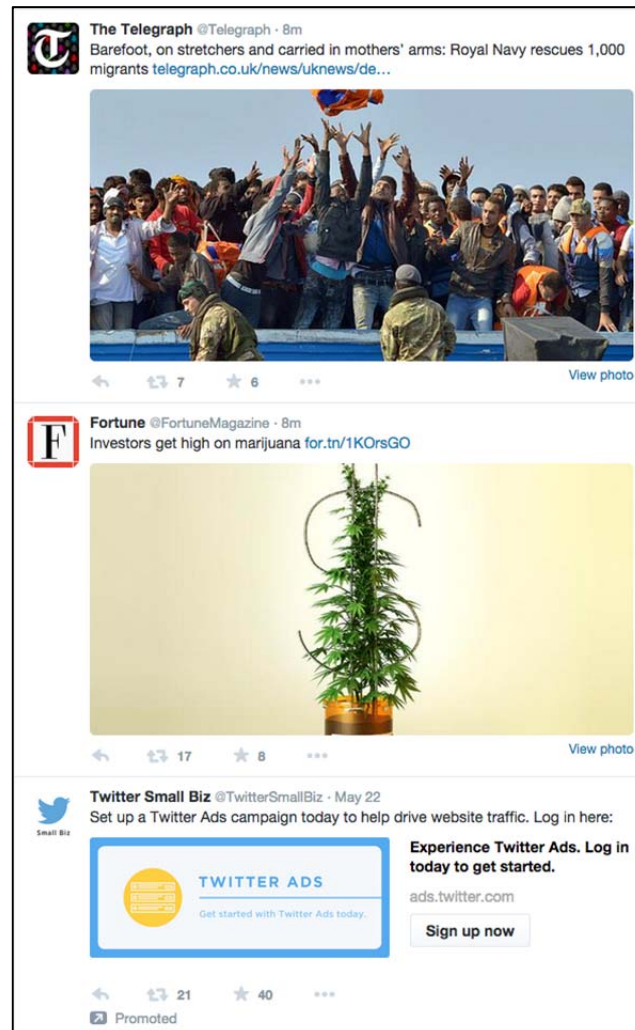 The Telegraph @Telegraph · 8m
Barefoot, on stretchers and carried in mothers' arms: Royal Navy rescues 1,000
migrants telegraph.co.uk/news/uknews/de…
7 6 View photo
F
Fortune @FortuneMagazine · 8m
Investors get high on marijuana for.tn/1KOrsGO
17 8 View photo
Twitter Small Biz @TwitterSmallBiz · May 22
Small Biz
Set up a Twitter Ads campaign today to help drive website traffic. Log in here:
TWITTER ADS
Get started with Twitter Ads today.
Experience Twitter Ads. Log in
today to get started.
ads.twitter.com
Sign up now
21 40
Promoted